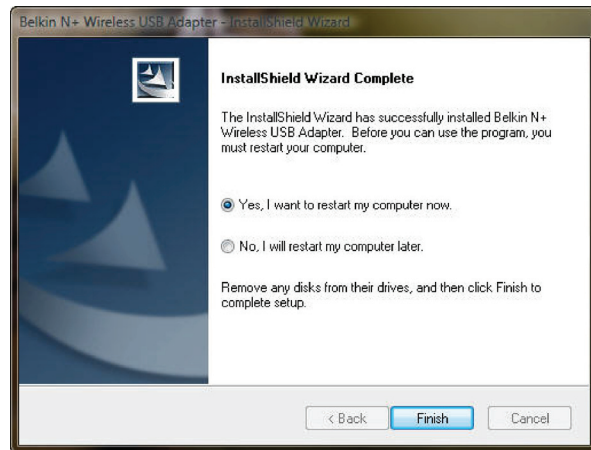 Belkin N+ Wireless USB Adapter - InstallShield Wizard
InstallShield Wizard Complete
The InstallShield Wizard has successfully installed Belkin N+
Wireless USB Adapter.  Before you can use the program, you
must restart your computer.
Yes, I want to restart my computer now.
No, I will restart my computer later.
Remove any disks from their drives, and then click Finish to
complete setup.
< Back
Finish
Cancel